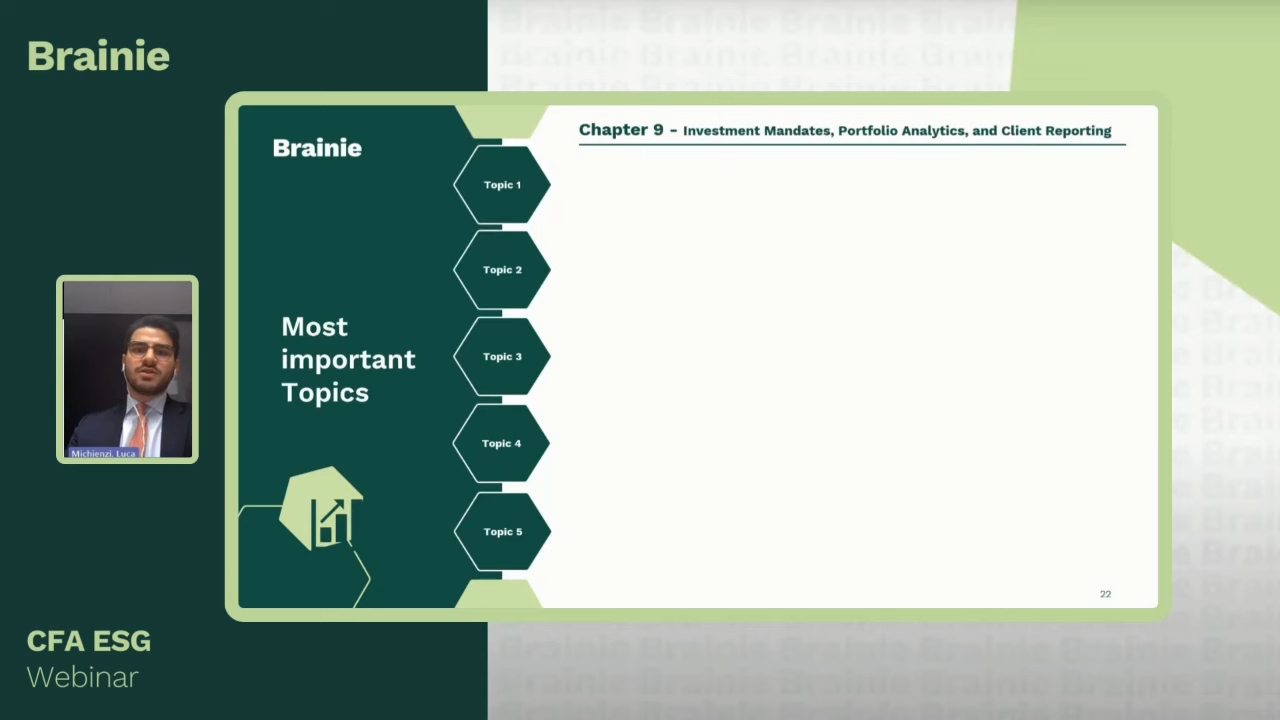 Brainie
Brainie
Chapter 9 - Investment Mandates, Portfolio Analytics, and Client Reporting
Topic 1
Topic 2
Most
important
Topics
Topic 3
Topic 4
Topic 5
Michienzi, Luca
22
CFA ESG
Webinar